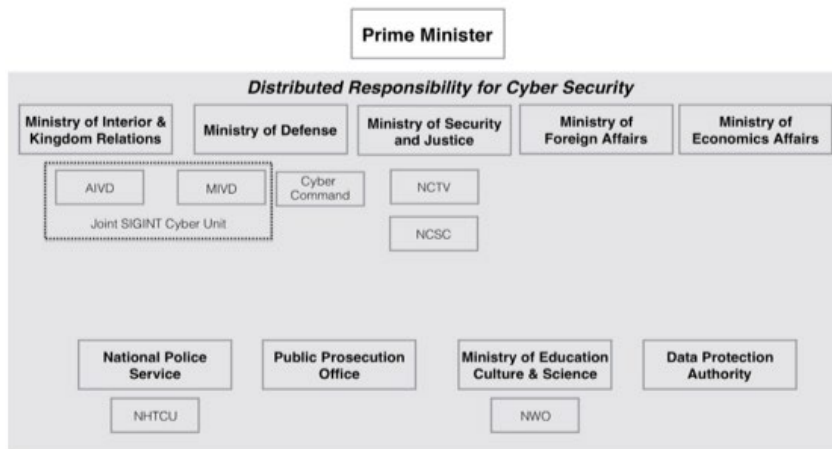 Prime Minister
Distributed Responsibility for Cyber Security
Ministry of Interior &
Kingdom Relations
Ministry of Defense
Ministry of Security
and Justice
Ministry of
Foreign Affairs
Ministry of
Economics Affairs
AIVD
MIVD
Cyber
Command
NCTV
Joint SIGINT Cyber Unit
NCSC
National Police
Service
Public Prosecution
Office
Ministry of Education
Culture & Science
Data Protection
Authority
NHTCU
NWO